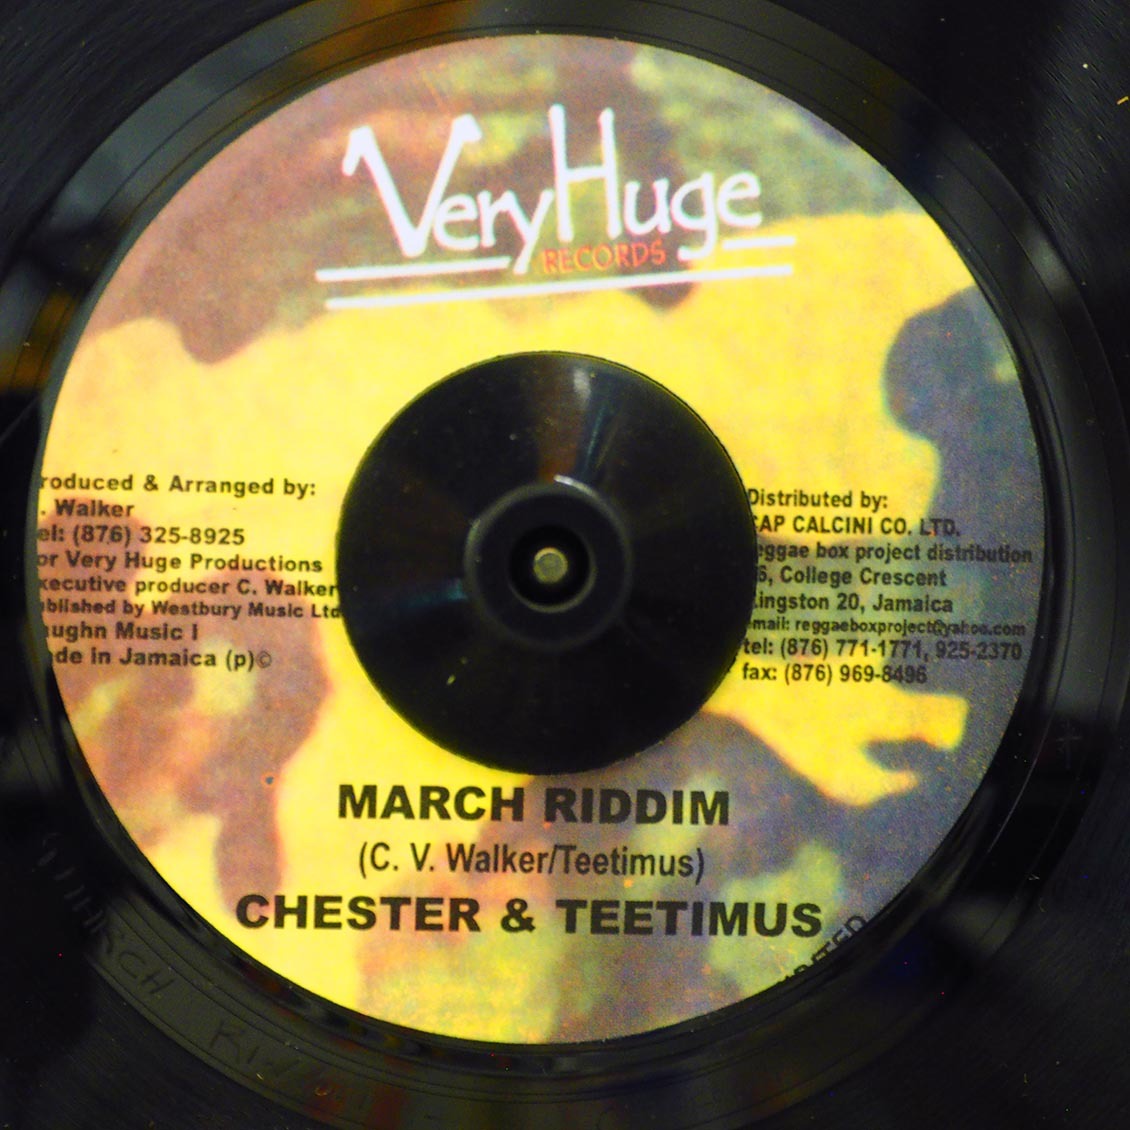 VeryHuge
RECORDS
roduced & Arranged by:
. Walker
el: (876) 325-8925
or Very Huge Productions
xecutive producer C. Walker
ublished by Westbury Music Ltd
aughn Music I
de in Jamaica (p)©
Distributed by:
AP CALCINI CO. LTD.
eggae box project distribution
6, College Crescent
ingston 20, Jamaica
mail: reggaeboxproject@yahoo.com
tel: (876) 771-1771, 925-2370
fax: (876) 969-8496
MARCH RIDDIM
(C. V. Walker/Teetimus)
CHESTER & TEETIMUS